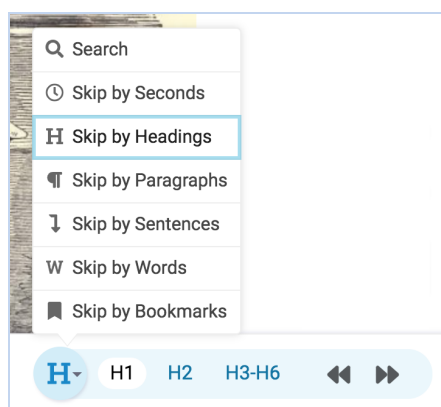 Search
Skip by Seconds
H Skip by Headings
¶ Skip by Paragraphs
Skip by Sentences
W Skip by Words
Skip by Bookmarks
H H1 H2 H3-H6